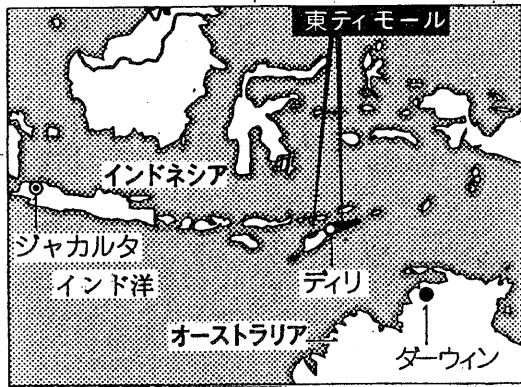 東ティモール
インドネシア
ジャカルタ
インド洋
ディリ
オーストラリア
ダーウィン